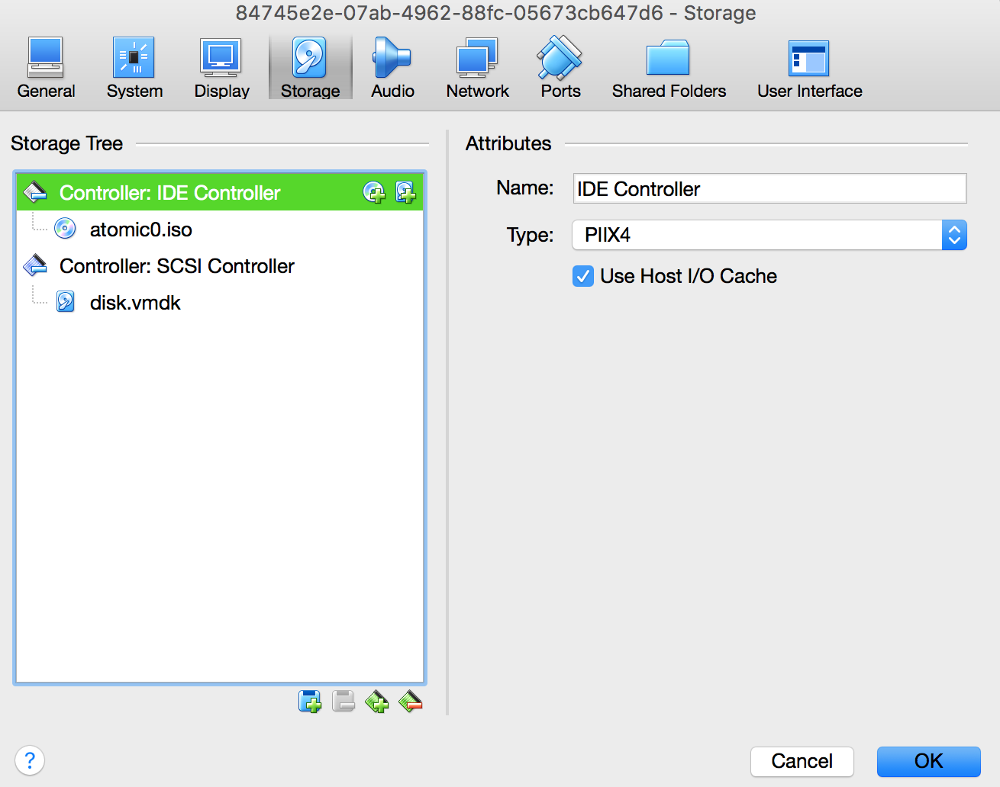 84745e2e-07ab-4962-88fc-05673cb647d6 - Storage
General System Display Storage Audio Network Ports Shared Folders User Interface
Storage Tree
Controller: IDE Controller
atomic0.iso
Controller: SCSI Controller
disk.vmdk
Attributes
Name: IDE Controller
Type: PIIX4
Use Host I/O Cache
? Cancel OK